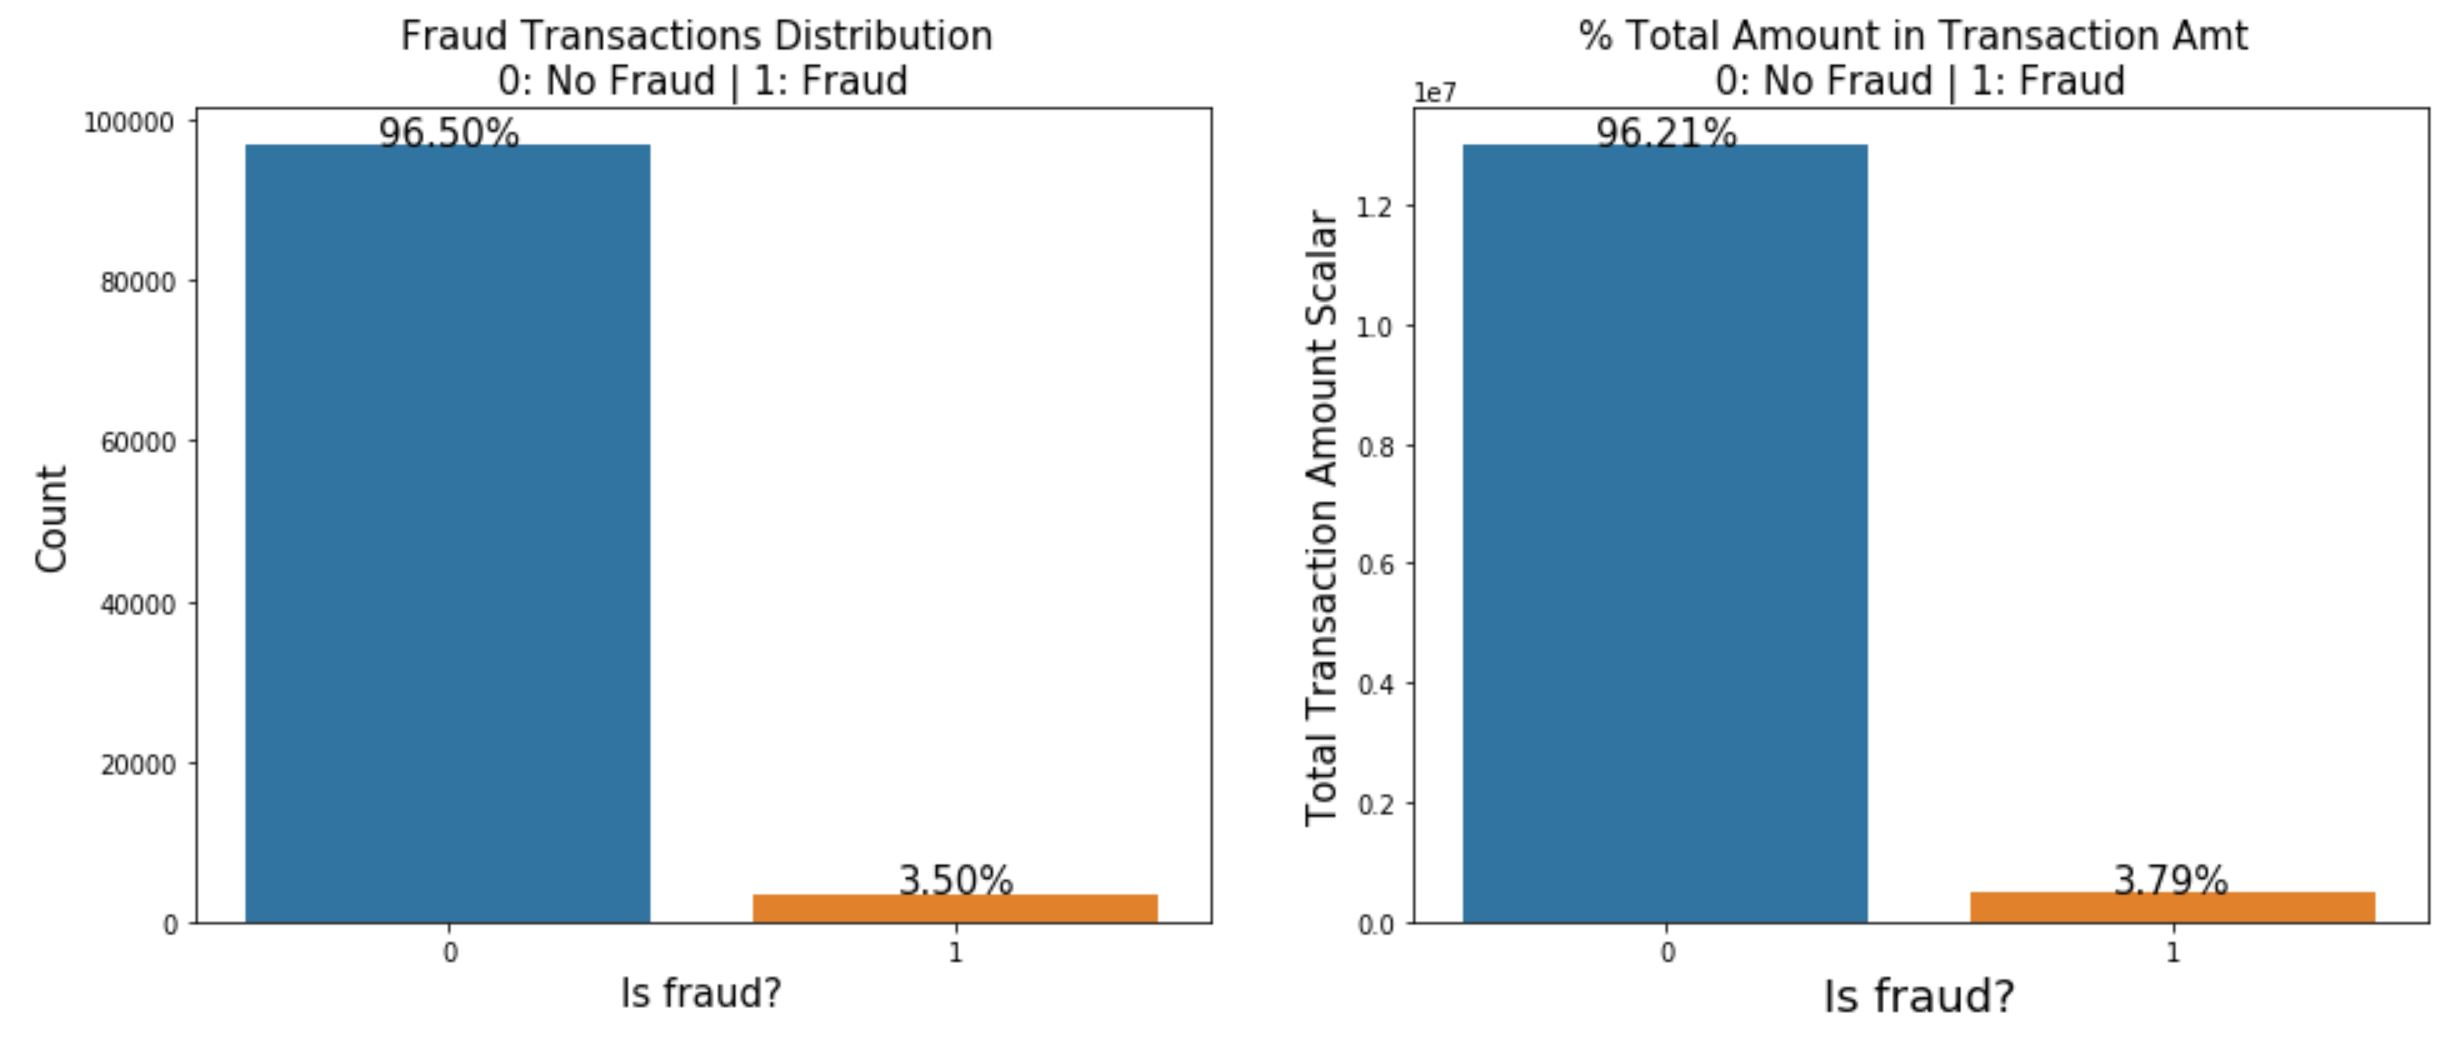 Fraud Transactions Distribution
0: No Fraud | 1: Fraud
100000
80000
60000
40000
20000
0
Count
96.50%
3.50%
0
1
Is fraud?
% Total Amount in Transaction Amt
0: No Fraud | 1: Fraud
1e7
1.2
1.0
0.8
0.6
0.4
0.2
0.0
Total Transaction Amount Scalar
96.21%
3.79%
0
1
Is fraud?